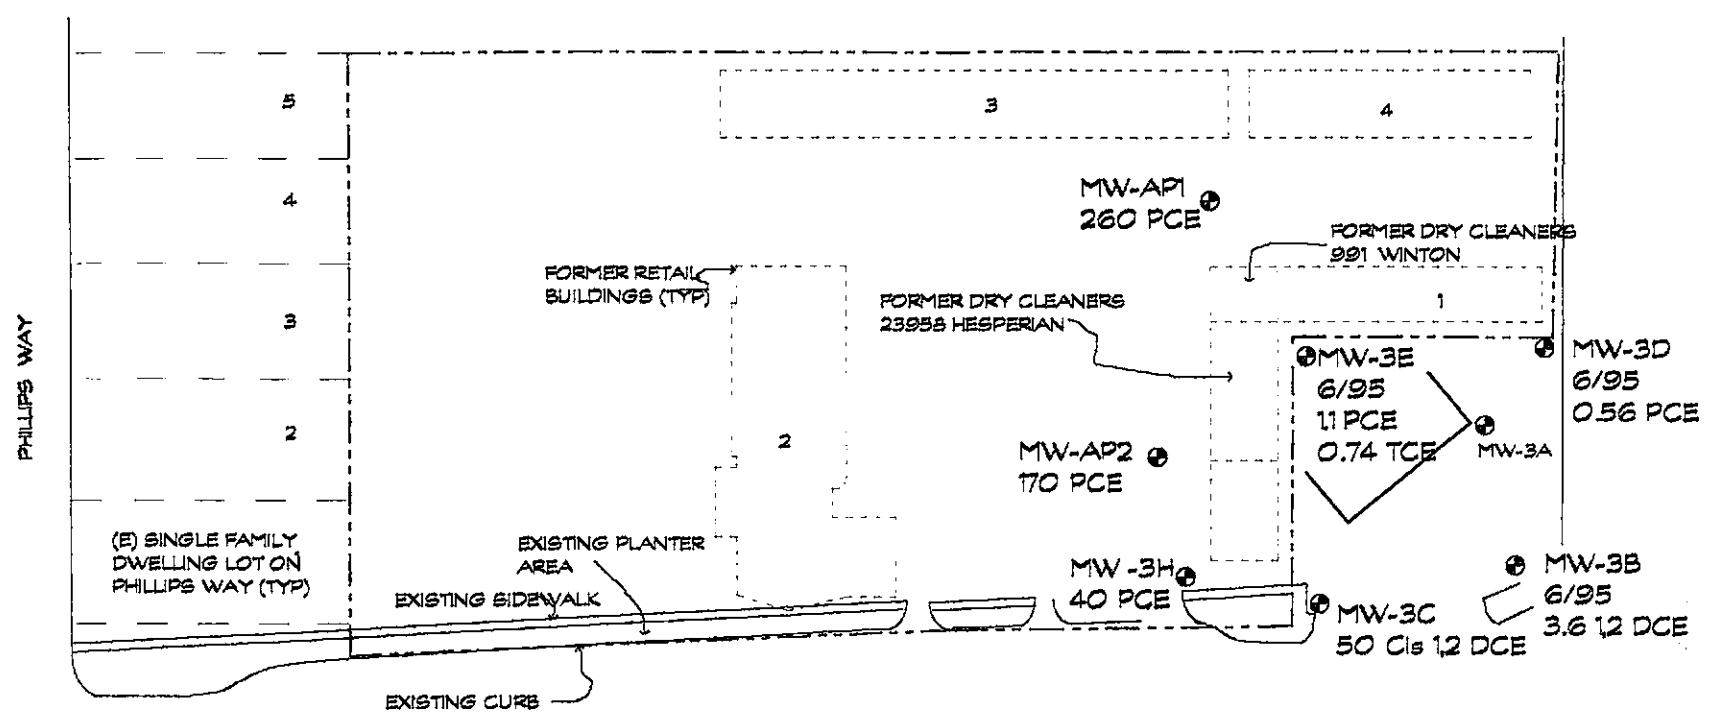 5
3
4
4
MW-AP1
260 PCE
FORMER DRY CLEANERS
991 WINTON
FORMER RETAIL
BUILDINGS (TYP)
FORMER DRY CLEANERS
23958 HESPERIAN
1
PHILLIPS WAY
3
MW-3E
6/95
1.1 PCE
0.74 TCE
MW-3D
6/95
0.56 PCE
2
2
MW-AP2
170 PCE
MW-3A
(E) SINGLE FAMILY
DWELLING LOT ON
PHILLIPS WAY (TYP)
EXISTING PLANTER
AREA
EXISTING SIDEWALK
MW-3H
40 PCE
MW-3B
6/95
3.6 1,2 DCE
MW-3C
50 Cis 1,2 DCE
EXISTING CURB